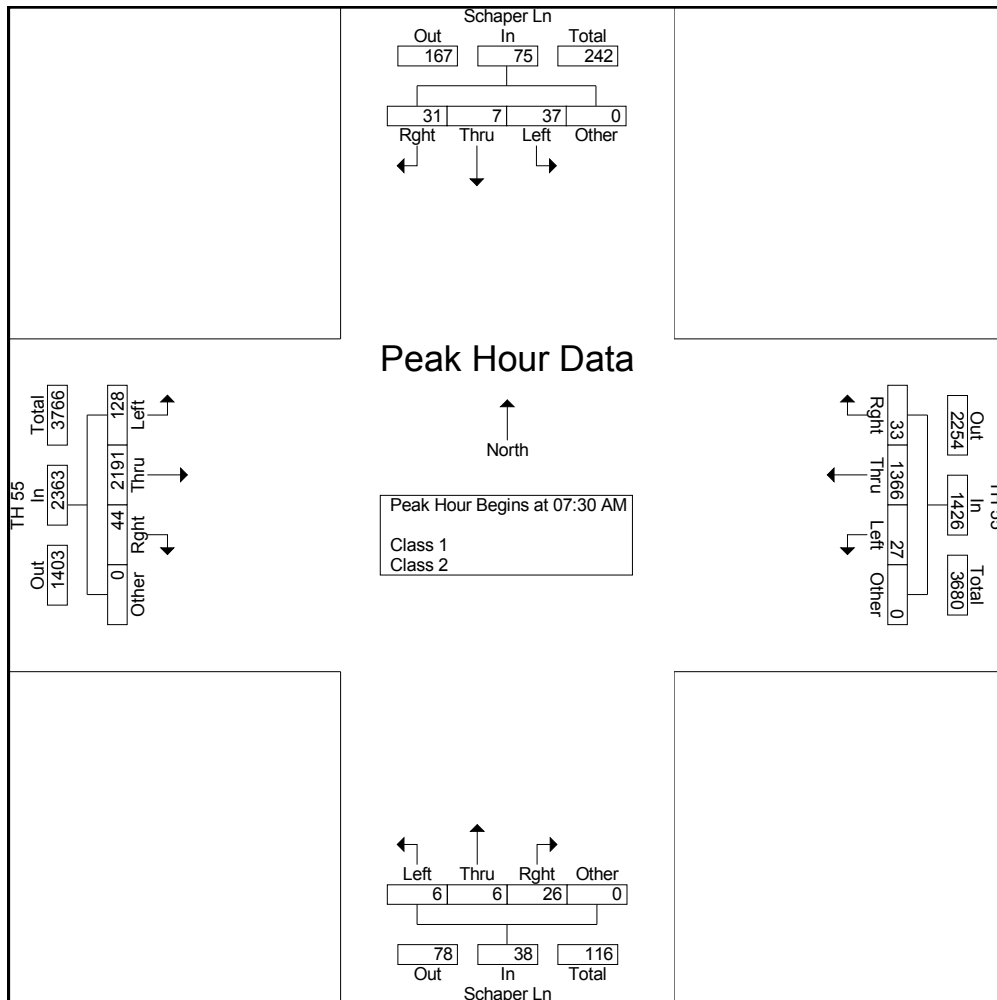 Schaper Ln
Out In Total
167 75 242
31 7 37 0
Rght Thru Left Other
Peak Hour Data
North
Peak Hour Begins at 07:30 AM
Class 1
Class 2
TH 55
Out In Total
1403 2363 3766
Left Thru Rght Other
128 2191 44 0
Out In Total
2254 1426 3680
Rght Thru Left Other
33 1366 27 0
Left Thru Rght Other
6 6 26 0
78 38 116
Out In Total
Schaper Ln